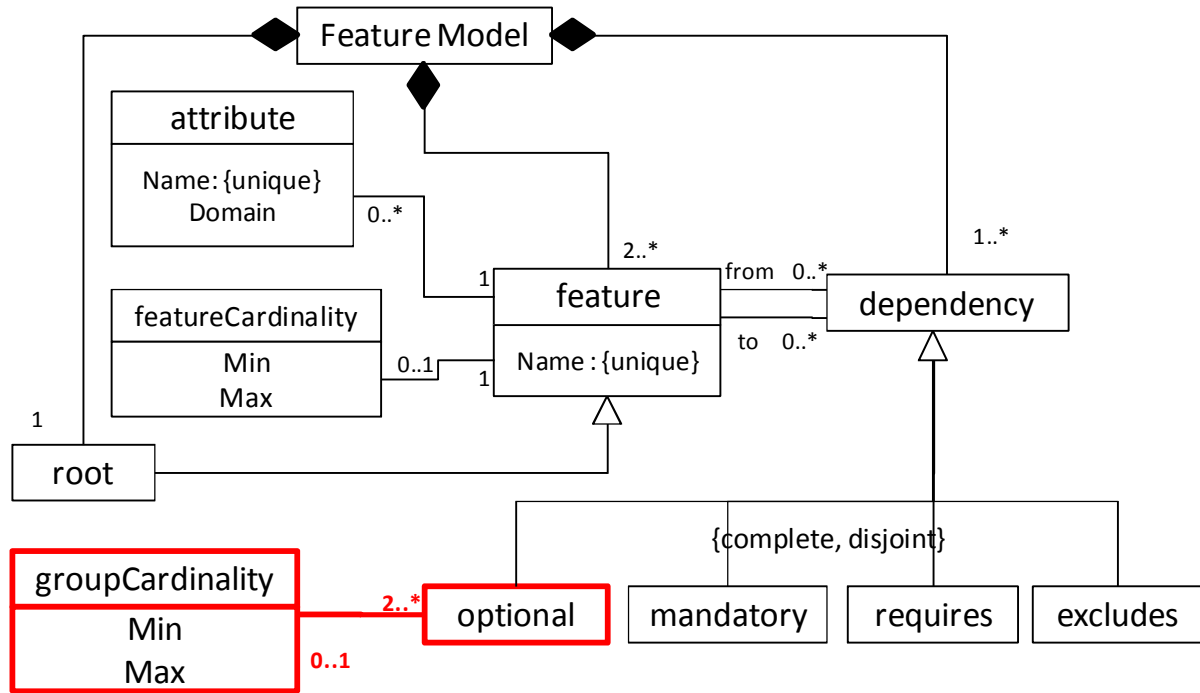 Feature Model
attribute
Name: {unique}
Domain
0..*
2..*
1..*
1
feature
from 0..*
dependency
featureCardinality
to 0..*
Min
Max
0..1
1
Name : {unique}
1
root
{complete, disjoint}
groupCardinality
2..*
optional
mandatory
requires
excludes
Min
Max
0..1